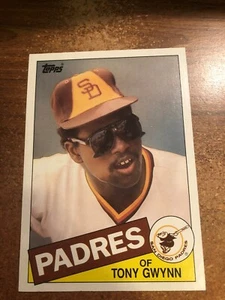 Topps
SD
PADRES
OF
TONY GWYNN
SAN DIEGO PADRES